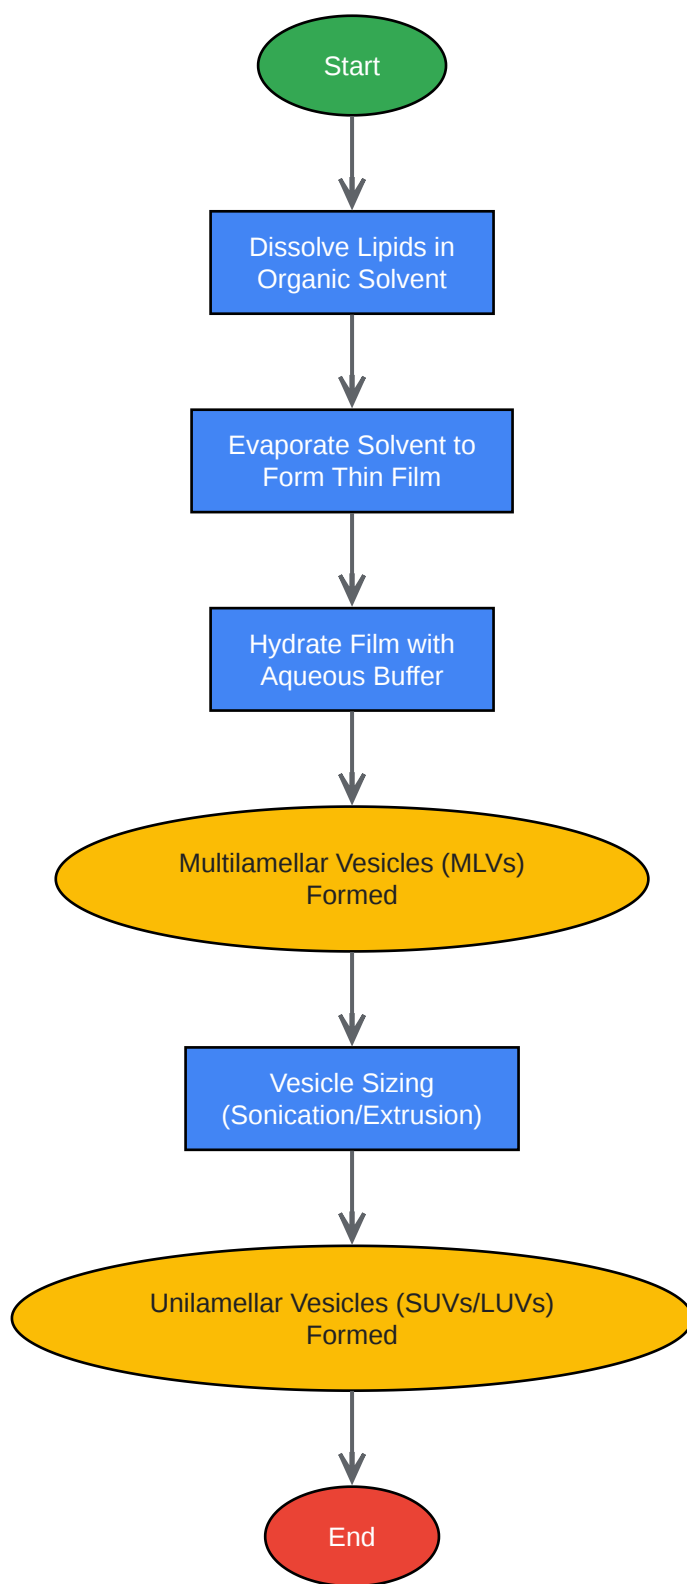 Start
Dissolve Lipids in
Organic Solvent
Evaporate Solvent to
Form Thin Film
Hydrate Film with
Aqueous Buffer
Multilamellar Vesicles (MLVs)
Formed
Vesicle Sizing
(Sonication/Extrusion)
Unilamellar Vesicles (SUVs/LUVs)
Formed
End